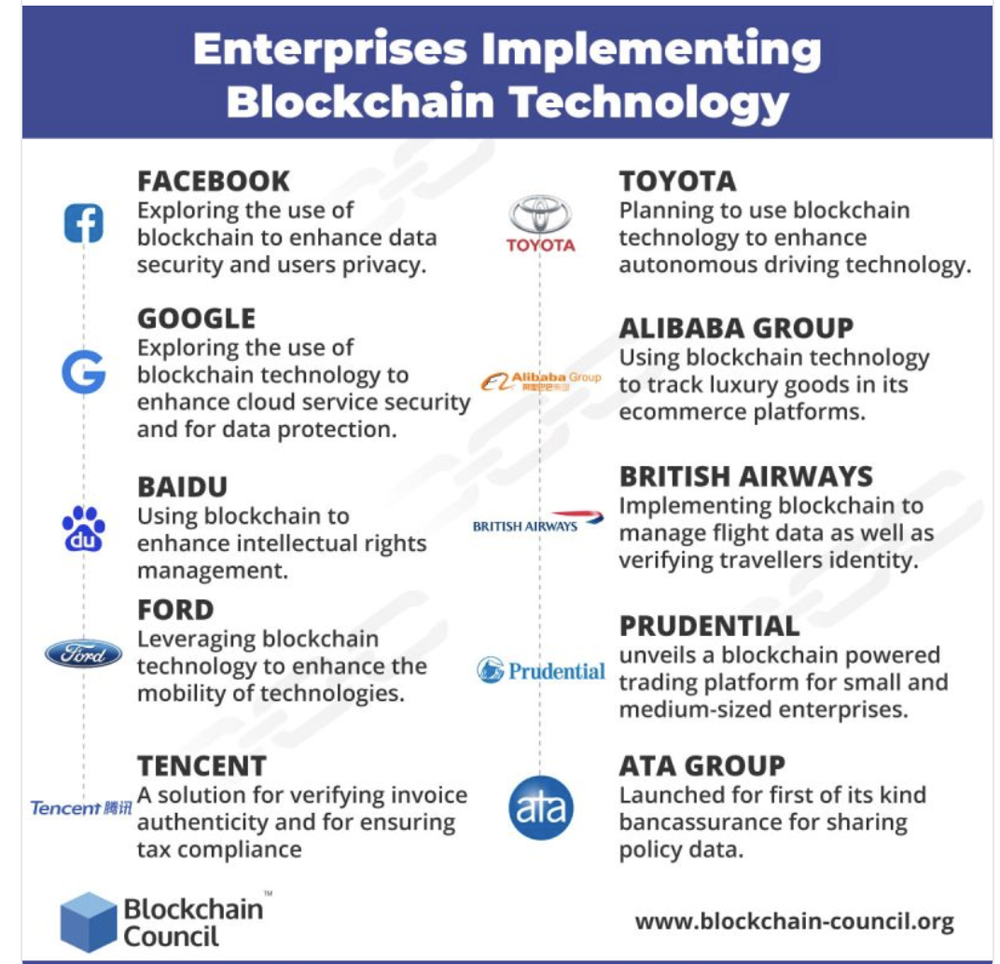 Enterprises Implementing
Blockchain Technology
FACEBOOK
Exploring the use of
blockchain to enhance data
security and users privacy.
GOOGLE
Exploring the use of
blockchain technology to
enhance cloud service security
and for data protection.
BAIDU
du
Using blockchain to
enhance intellectual rights
management.
FORD
Ford
Leveraging blockchain
technology to enhance the
mobility of technologies.
TENCENT
Tencent 腾讯
A solution for verifying invoice
authenticity and for ensuring
tax compliance
TOYOTA
TOYOTA
Planning to use blockchain
technology to enhance
autonomous driving technology.
ALIBABA GROUP
Alibaba Group
阿里巴巴集团
Using blockchain technology
to track luxury goods in its
ecommerce platforms.
BRITISH AIRWAYS
BRITISH AIRWAYS
Implementing blockchain to
manage flight data as well as
verifying travellers identity.
PRUDENTIAL
Prudential
unveils a blockchain powered
trading platform for small and
medium-sized enterprises.
ATA GROUP
ata
Launched for first of its kind
bancassurance for sharing
policy data.
Blockchain™
Council
www.blockchain-council.org